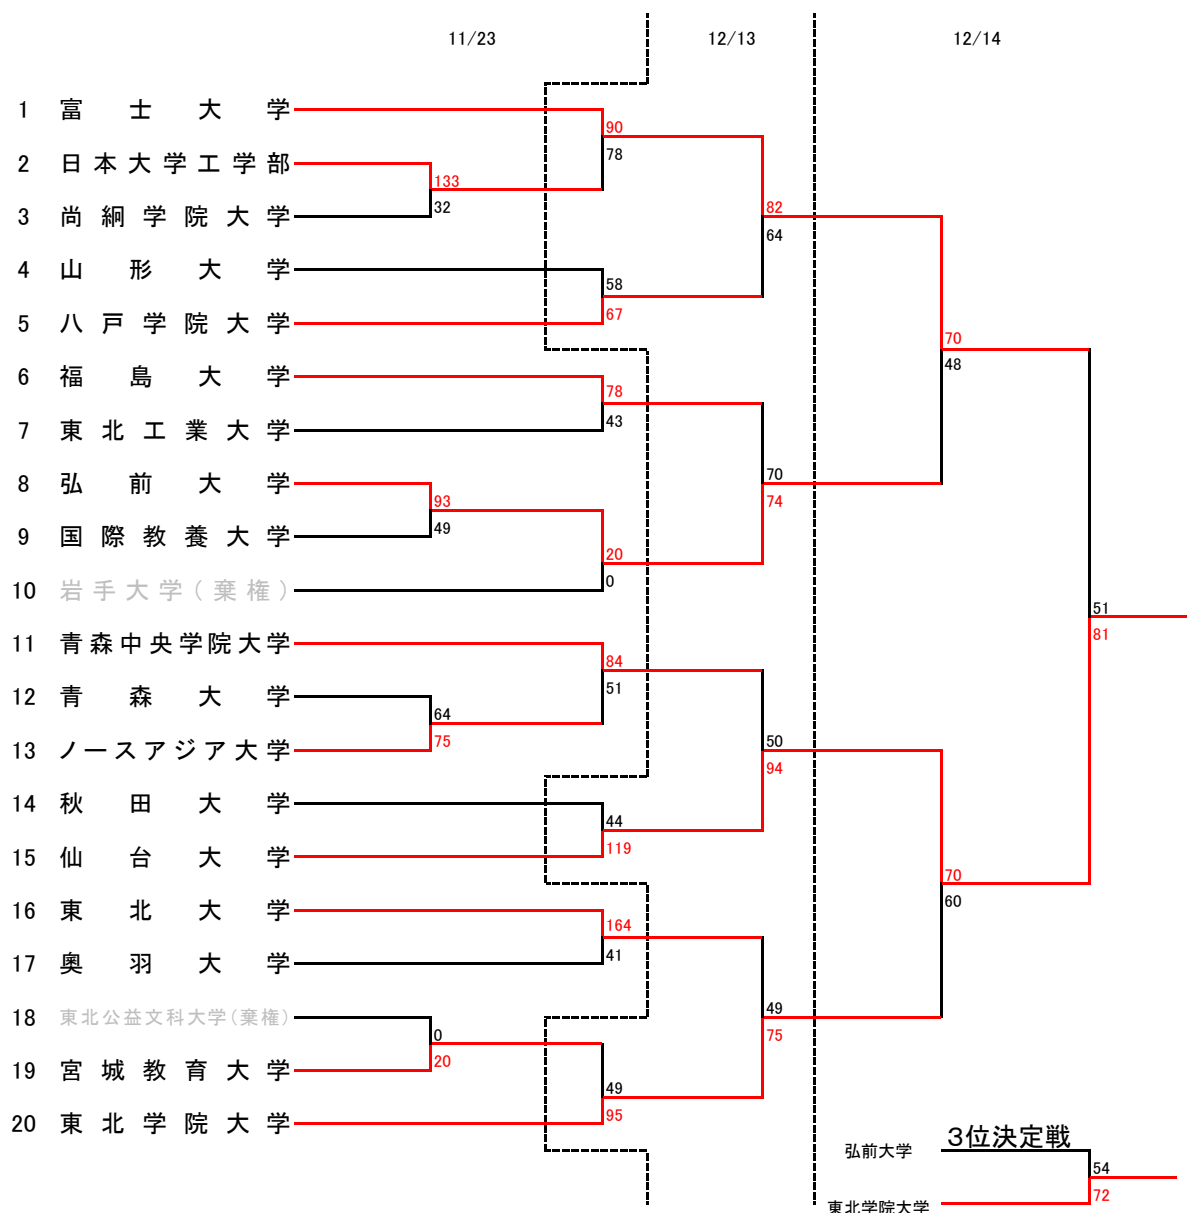 11/23 12/13 12/14
1 富士大学
90
78
2 日本大学工学部
133
32
3 尚絅学院大学
82
64
4 山形大学
58
67
5 八戸学院大学
70
48
6 福島大学
78
43
7 東北工業大学
70
74
8 弘前大学
93
49
9 国際教養大学
20
0
10 岩手大学(棄権)
51
81
11 青森中央学院大学
84
51
12 青森大学
64
75
13 ノースアジア大学
50
94
14 秋田大学
44
119
15 仙台大学
70
60
16 東北大学
164
41
17 奥羽大学
49
75
18 東北公益文科大学(棄権)
0
20
19 宮城教育大学
49
95
20 東北学院大学
3位決定戦
弘前大学
54
72
東北学院大学